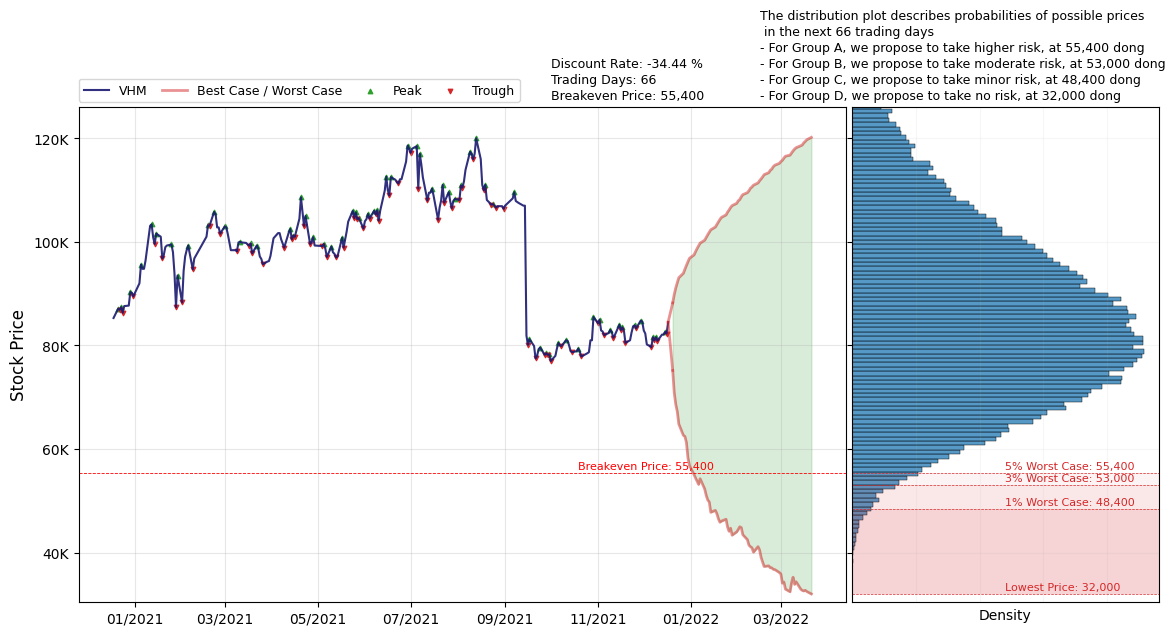 The distribution plot describes probabilities of possible prices
in the next 66 trading days
- For Group A, we propose to take higher risk, at 55,400 dong
- For Group B, we propose to take moderate risk, at 53,000 dong
- For Group C, we propose to take minor risk, at 48,400 dong
- For Group D, we propose to take no risk, at 32,000 dong
Discount Rate: -34.44 %
Trading Days: 66
Breakeven Price: 55,400
VHM Best Case / Worst Case Peak Trough
120K
100K
80K
60K
40K
Stock Price
Breakeven Price: 55,400
5% Worst Case: 55,400
3% Worst Case: 53,000
1% Worst Case: 48,400
Lowest Price: 32,000
01/2021 03/2021 05/2021 07/2021 09/2021 11/2021 01/2022 03/2022
Density